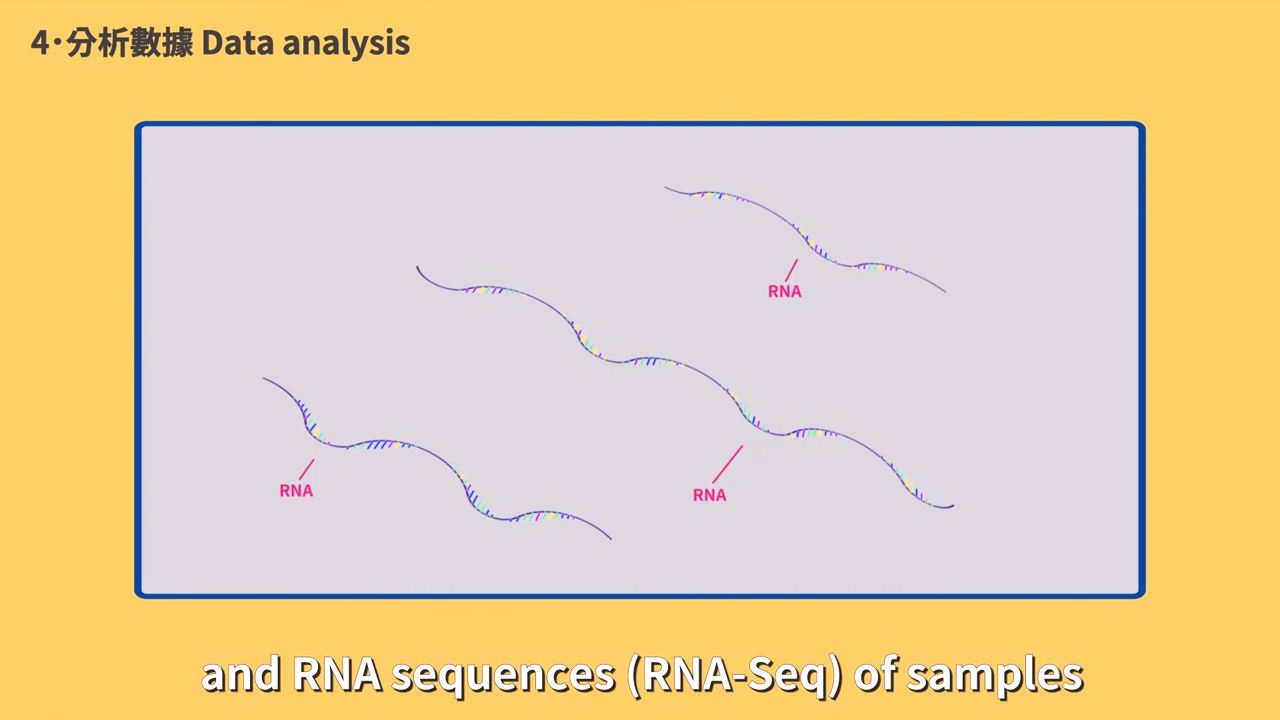 4·分析數據 Data analysis
RNA
RNA
RNA
and RNA sequences (RNA-Seq) of samples